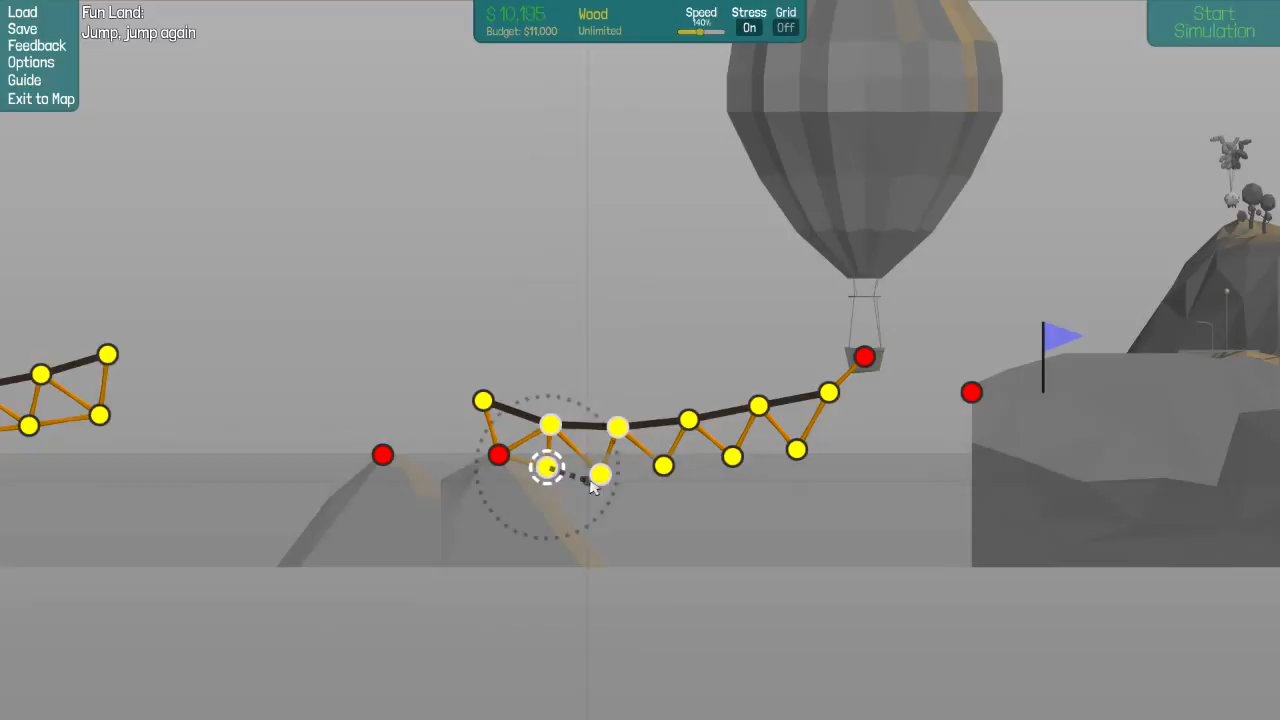 Load
Save
Feedback
Options
Guide
Exit to Map
Fun Land:
Jump, jump again
$ 10,195
Budget: $11,000
Wood
Unlimited
Speed
140%
Stress
On
Grid
Off
Start
Simulation